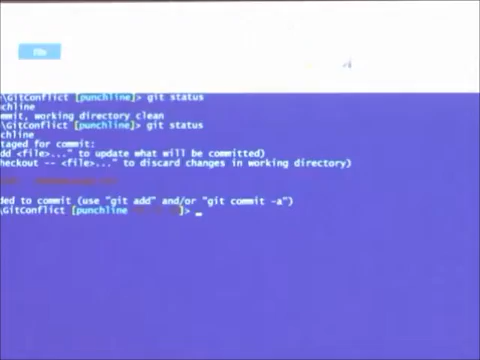 File
\GitConflict [punchline]> git status
chline
mmit, working directory clean
\GitConflict [punchline]> git status
chline
taged for commit:
dd <file>..." to update what will be committed)
heckout -- <file>..." to discard changes in working directory)
ded to commit (use "git add" and/or "git commit -a")
\GitConflict [punchline ]> _